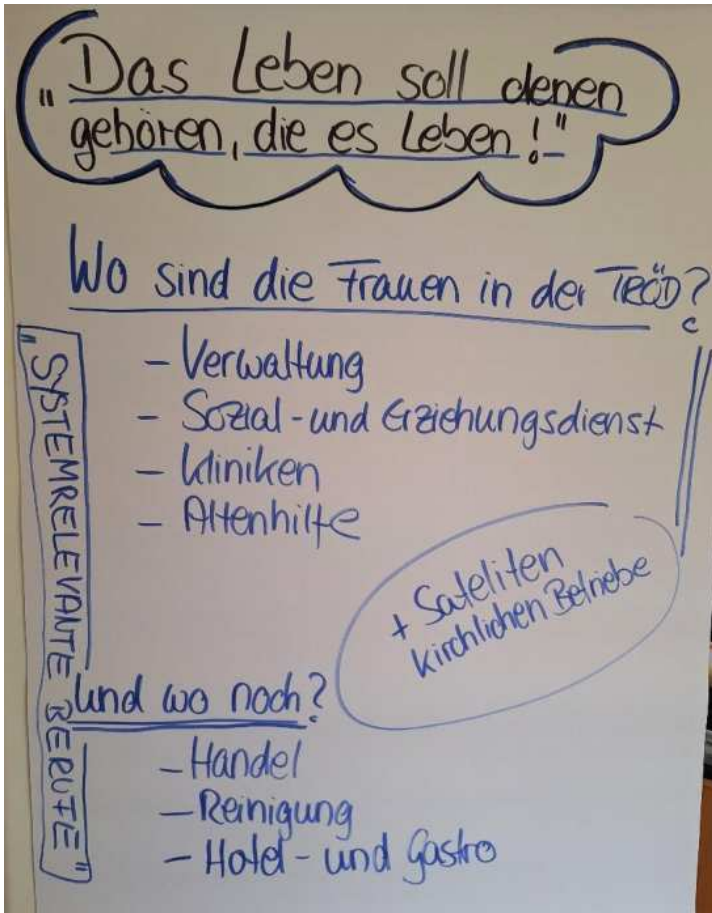 "Das Leben soll denen
gehören, die es Leben!"
Wo sind die Frauen in der TRÖD?
"SYSTEMRELEVANTE BERUFE"
- Verwaltung
- Sozial- und Erziehungsdienst
- Kliniken
- Altenhilfe
+ Sateliten
kirchlichen Betriebe
Und wo noch?
- Handel
- Reinigung
- Hotel- und Gastro